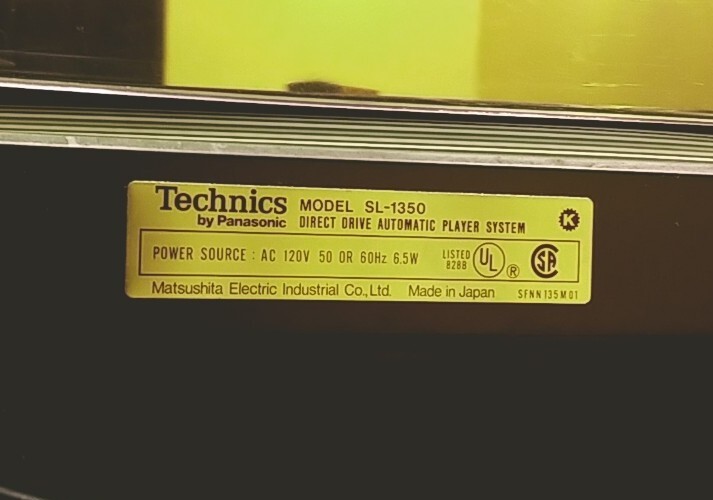 Technics MODEL SL-1350
by Panasonic DIRECT DRIVE AUTOMATIC PLAYER SYSTEM
K
POWER SOURCE : AC 120V 50 OR 60Hz 6.5W
LISTED
828B
UL ®
SA
Matsushita Electric Industrial Co., Ltd. Made in Japan SFNN135M01